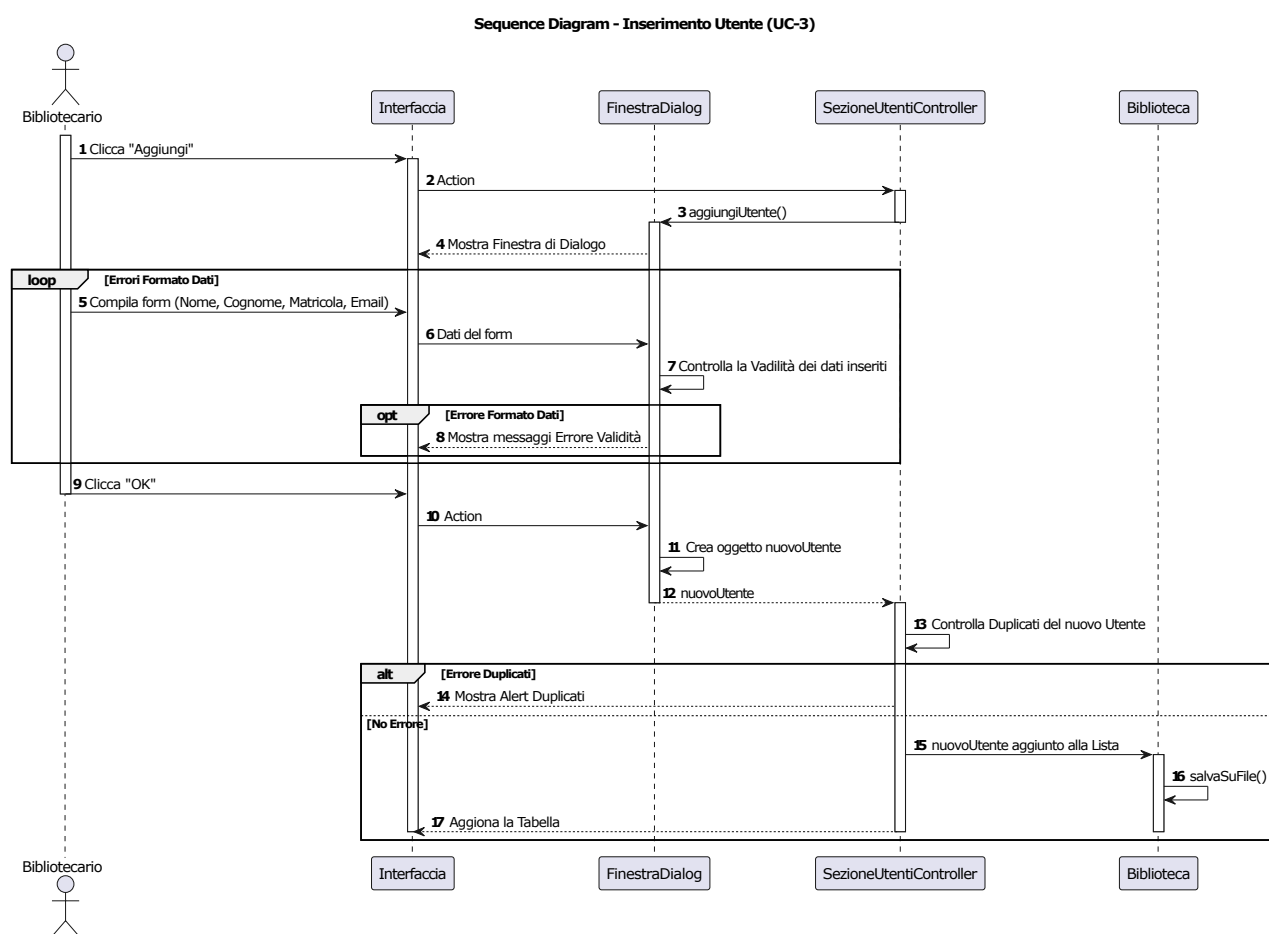 Sequence Diagram - Inserimento Utente (UC-3)
Bibliotecario
Interfaccia
FinestraDialog
SezioneUtentiController
Biblioteca
1 Clicca "Aggiungi"
2 Action
3 aggiungiUtente()
4 Mostra Finestra di Dialogo
loop [Errori Formato Dati]
5 Compila form (Nome, Cognome, Matricola, Email)
6 Dati del form
7 Controlla la Vadilità dei dati inseriti
opt [Errore Formato Dati]
8 Mostra messaggi Errore Validità
9 Clicca "OK"
10 Action
11 Crea oggetto nuovoUtente
12 nuovoUtente
13 Controlla Duplicati del nuovo Utente
alt [Errore Duplicati]
14 Mostra Alert Duplicati
[No Errore]
15 nuovoUtente aggiunto alla Lista
16 salvaSuFile()
17 Aggiona la Tabella
Bibliotecario
Interfaccia
FinestraDialog
SezioneUtentiController
Biblioteca